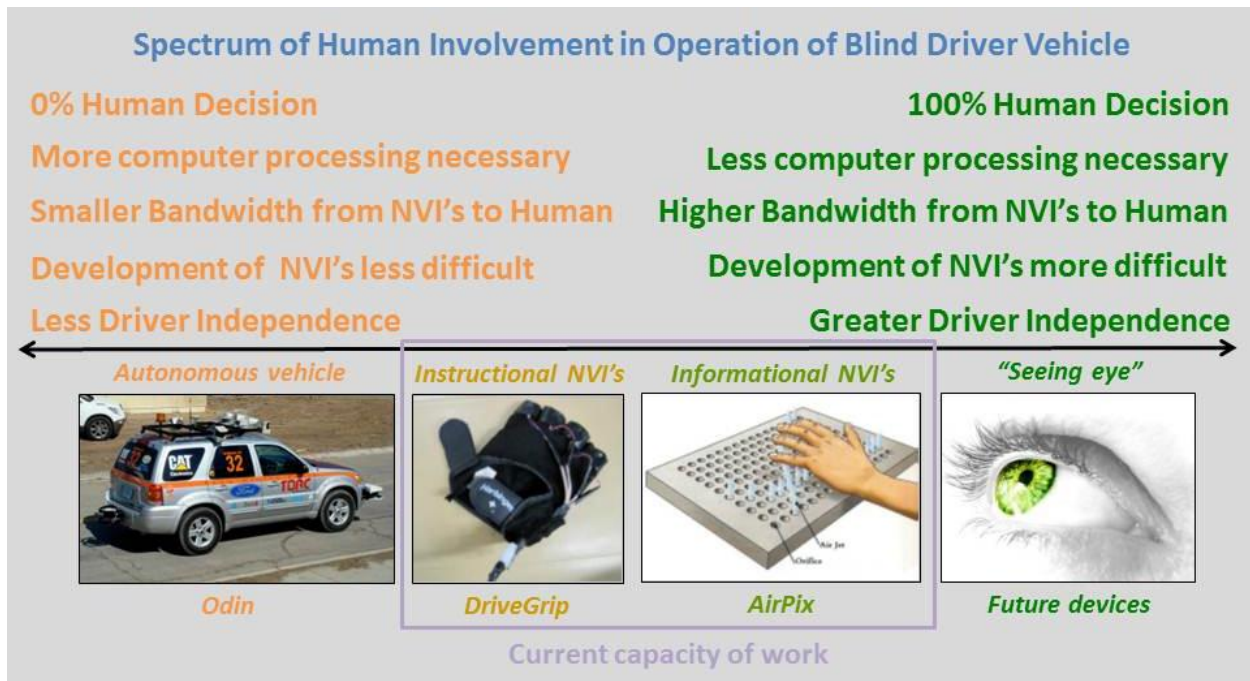 Spectrum of Human Involvement in Operation of Blind Driver Vehicle
0% Human Decision
100% Human Decision
More computer processing necessary
Less computer processing necessary
Smaller Bandwidth from NVI's to Human
Higher Bandwidth from NVI's to Human
Development of NVI's less difficult
Development of NVI's more difficult
Less Driver Independence
Greater Driver Independence
Autonomous vehicle
Instructional NVI's
Informational NVI's
"Seeing eye"
CAT
32
Ford
TORC
Air Jet
Orifice
Odin
DriveGrip
AirPix
Future devices
Current capacity of work